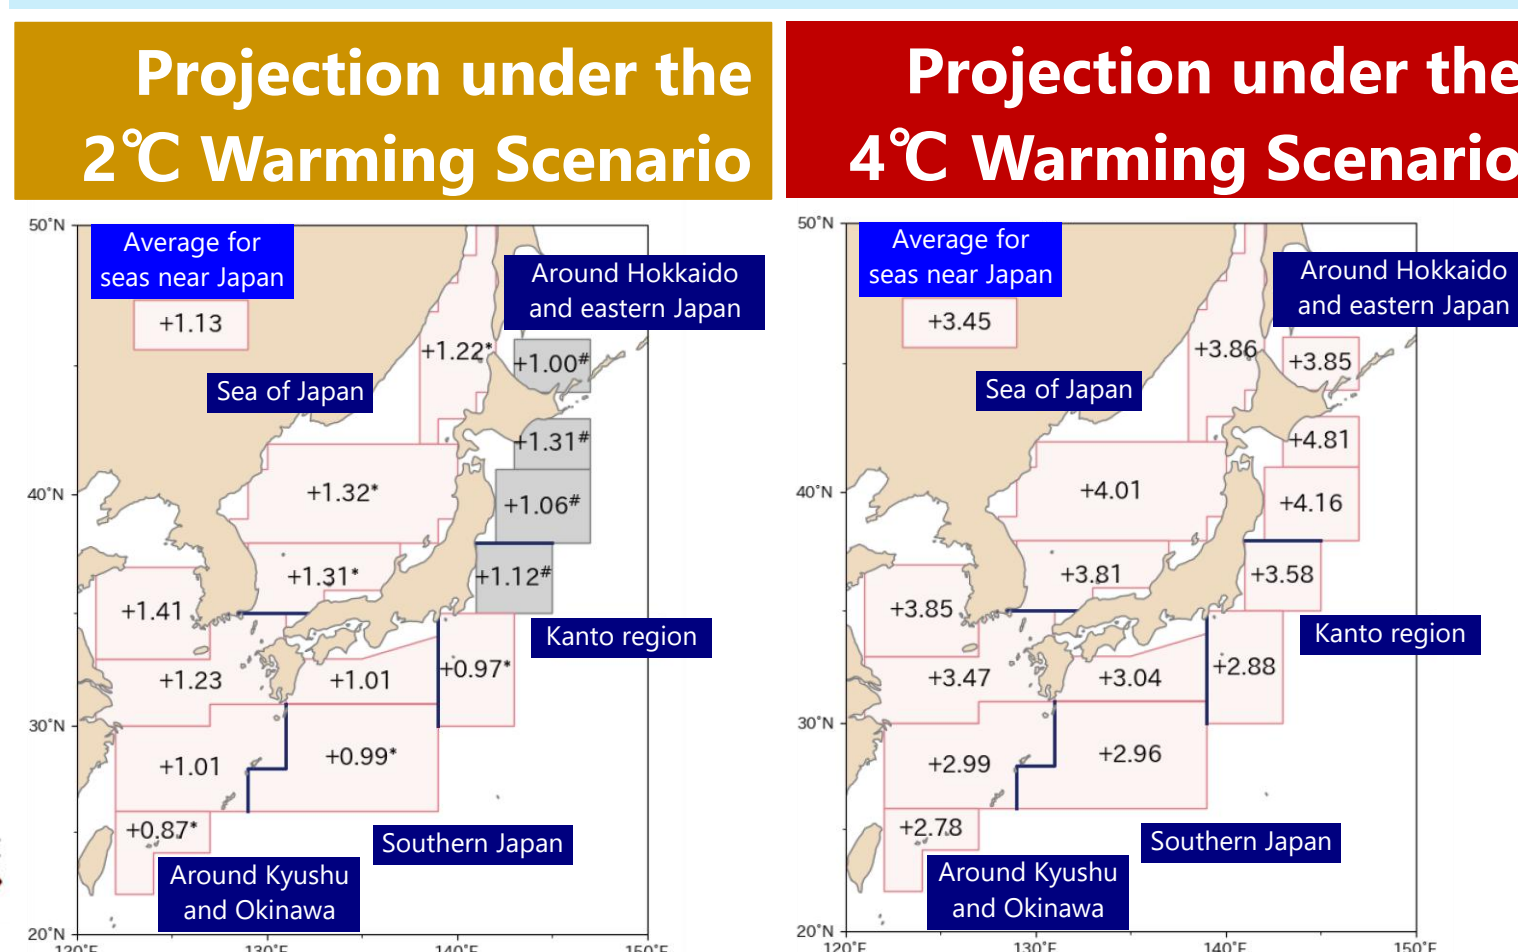 Projection under the
2℃ Warming Scenario
50°N
40°N
30°N
20°N
120°E
130°E
140°E
150°E
Average for
seas near Japan
+1.13
Around Hokkaido
and eastern Japan
+1.22*
+1.00#
Sea of Japan
+1.31#
+1.32*
+1.06#
+1.31*
+1.12#
+1.41
Kanto region
+1.23
+1.01
+0.97*
+1.01
+0.99*
+0.87*
Southern Japan
Around Kyushu
and Okinawa
Projection under the
4℃ Warming Scenario
50°N
40°N
30°N
20°N
120°E
130°E
140°E
150°E
Average for
seas near Japan
+3.45
Around Hokkaido
and eastern Japan
+3.86
+3.85
Sea of Japan
+4.81
+4.01
+4.16
+3.81
+3.58
+3.85
Kanto region
+3.47
+3.04
+2.88
+2.99
+2.96
+2.78
Southern Japan
Around Kyushu
and Okinawa